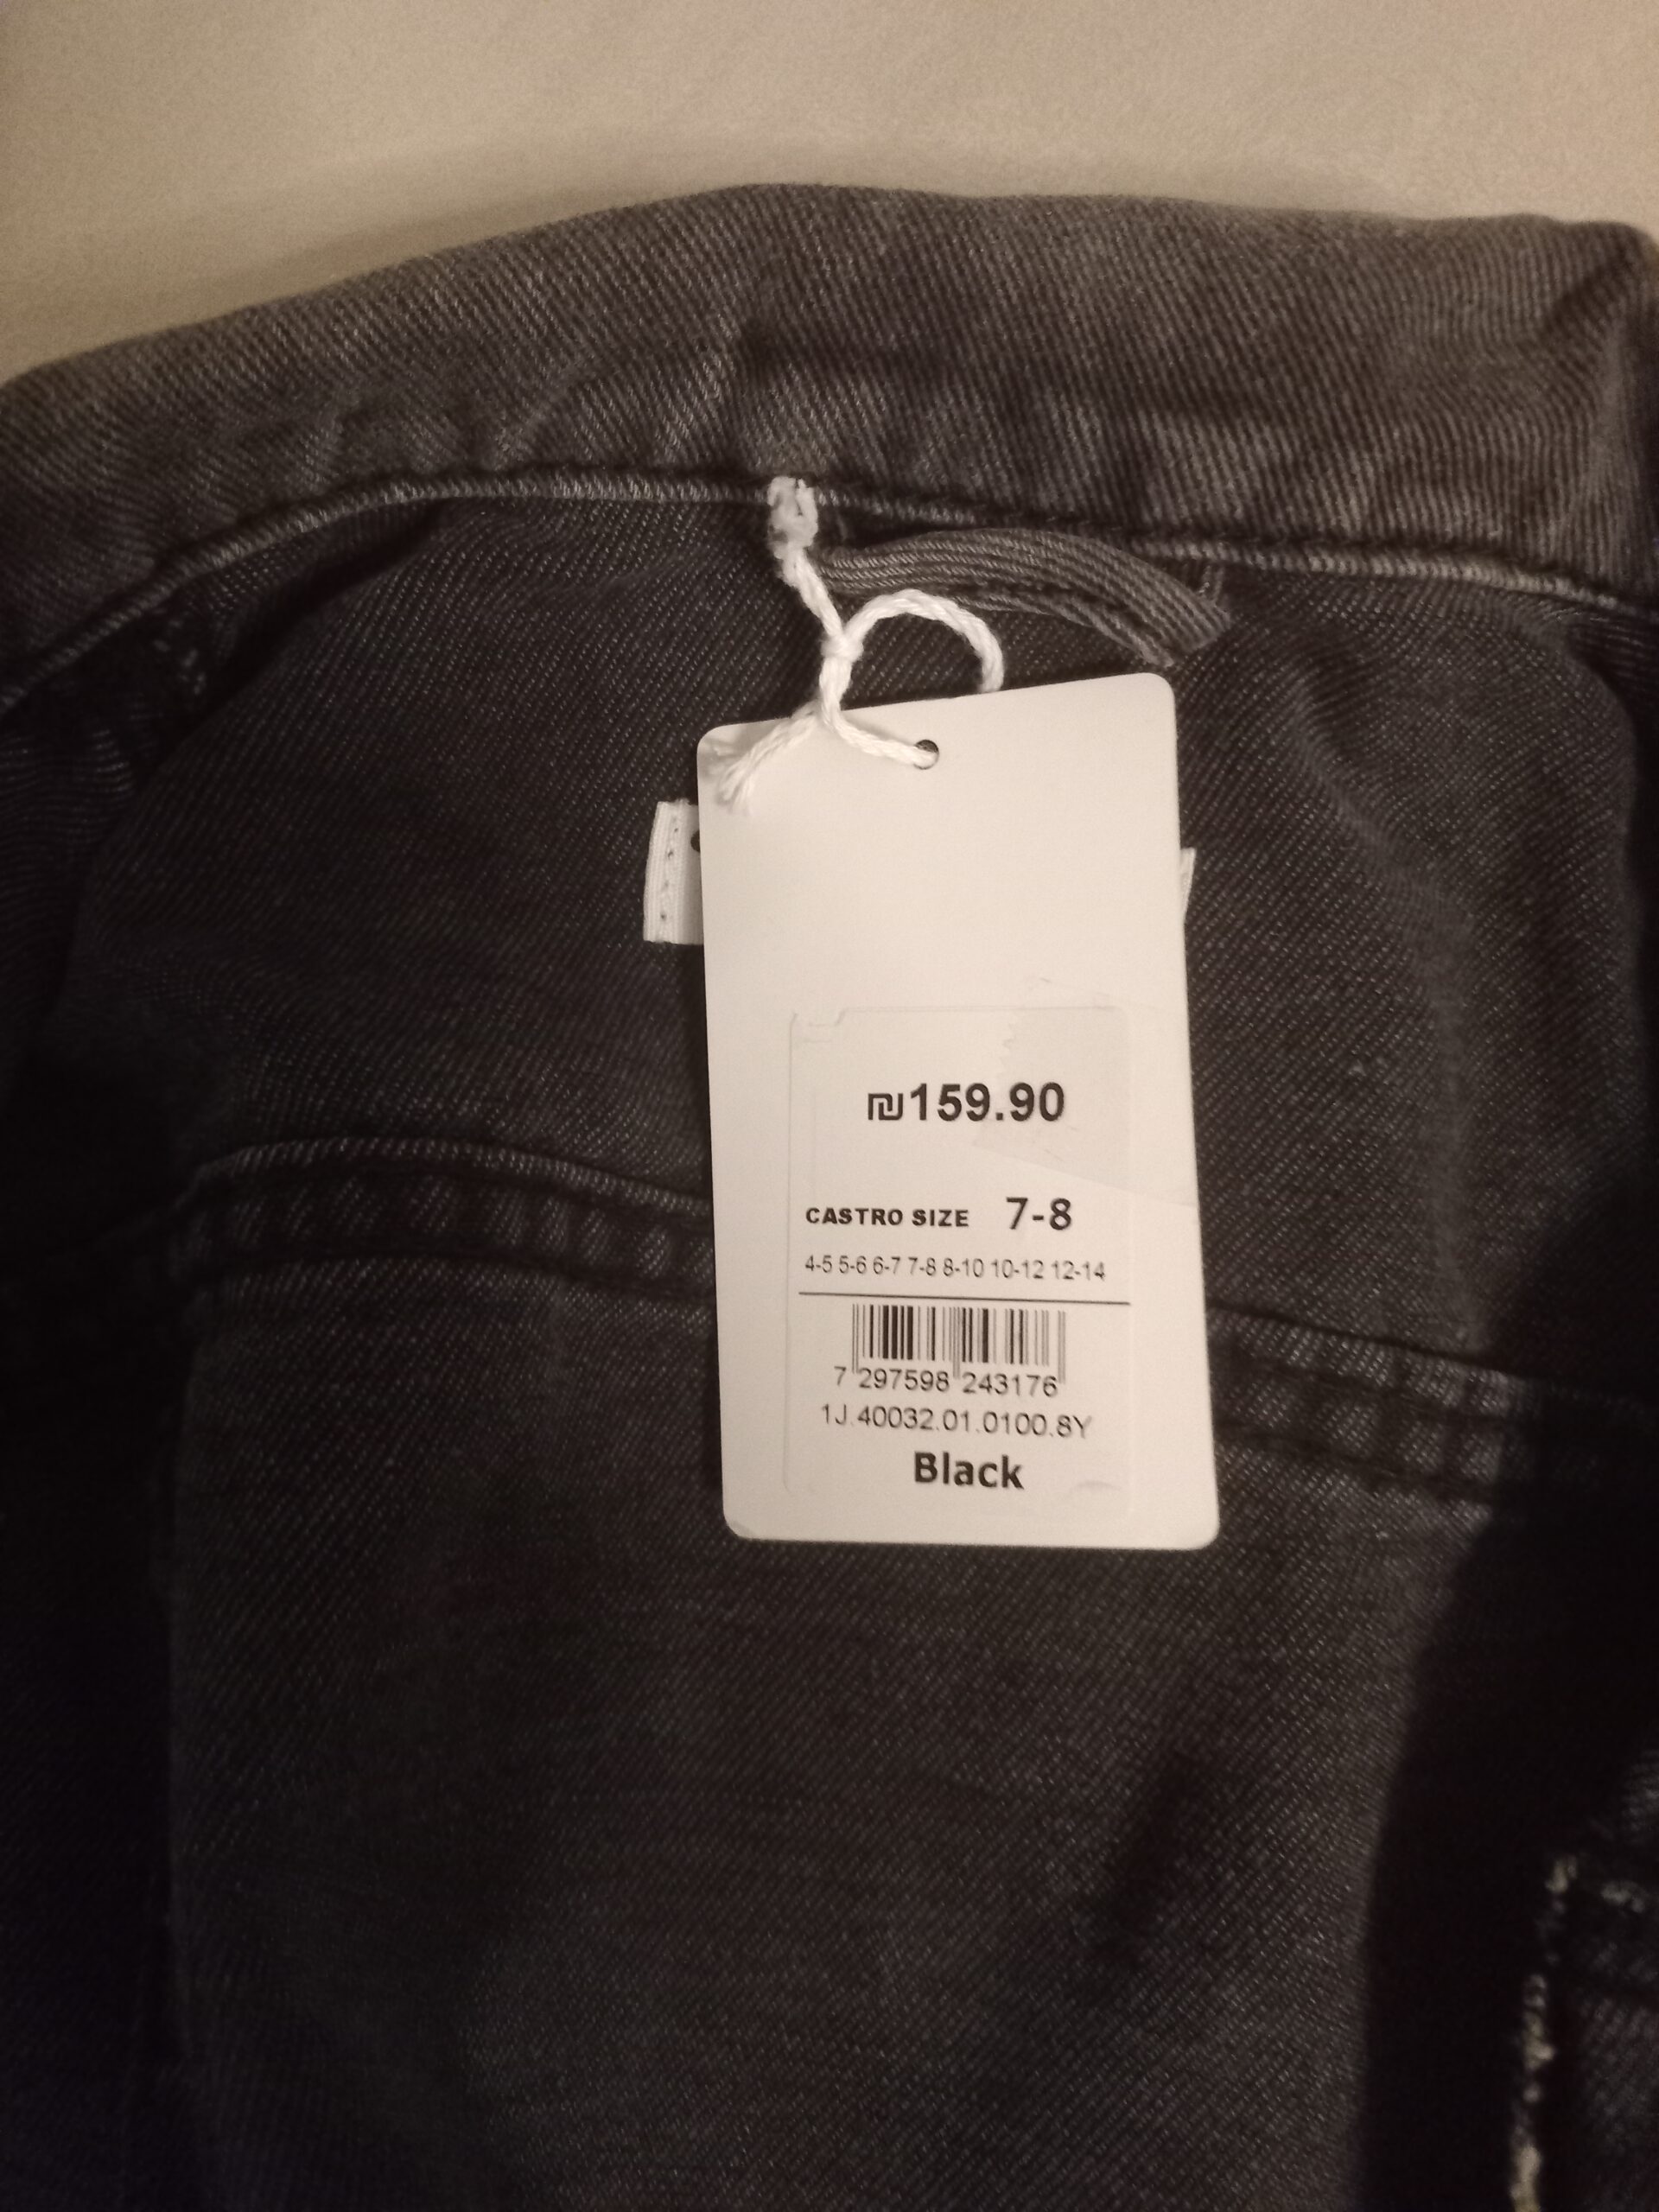 ₪159.90
CASTRO SIZE 7-8
4-5 5-6 6-7 7-8 8-10 10-12 12-14
7 297598 243176
1J.40032.01.0100.8Y
Black